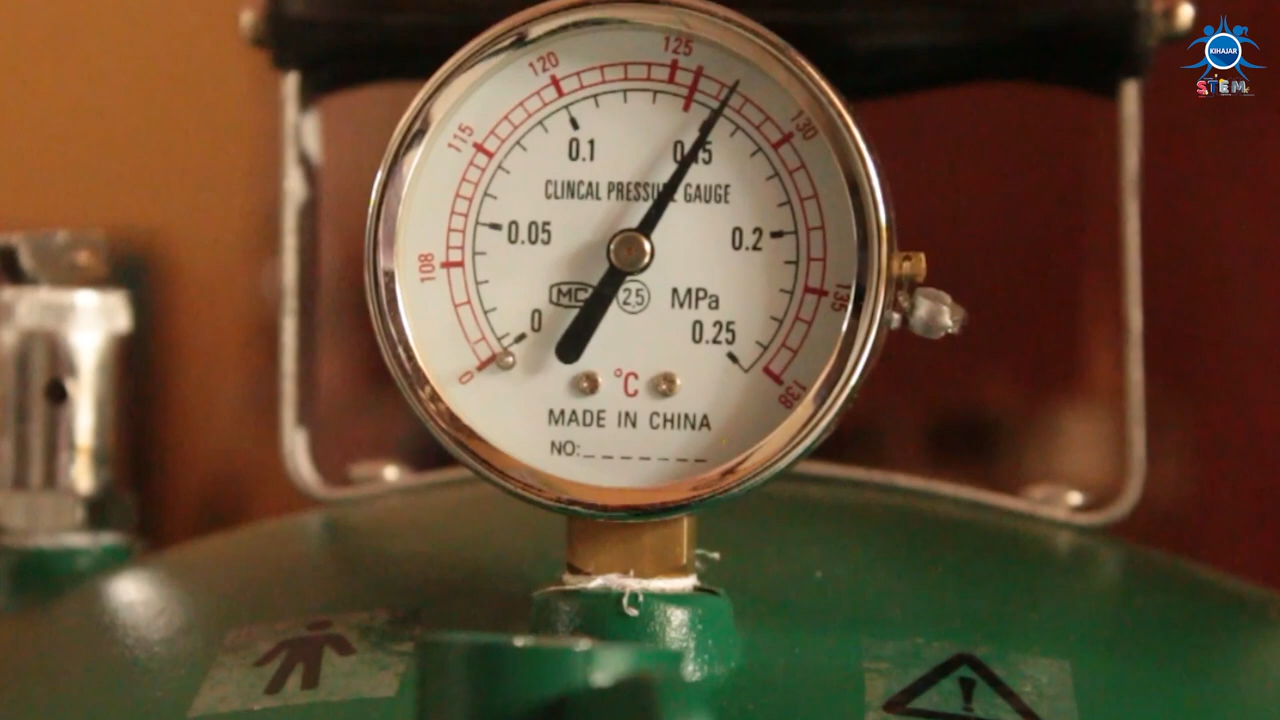 KIHAJAR
STEM
125
120
130
115
0.1
0.15
CLINCAL PRESSURE GAUGE
0.05
0.2
108
MC
2.5
MPa
135
0
0.25
0
°C
138
MADE IN CHINA
NO:_______
!